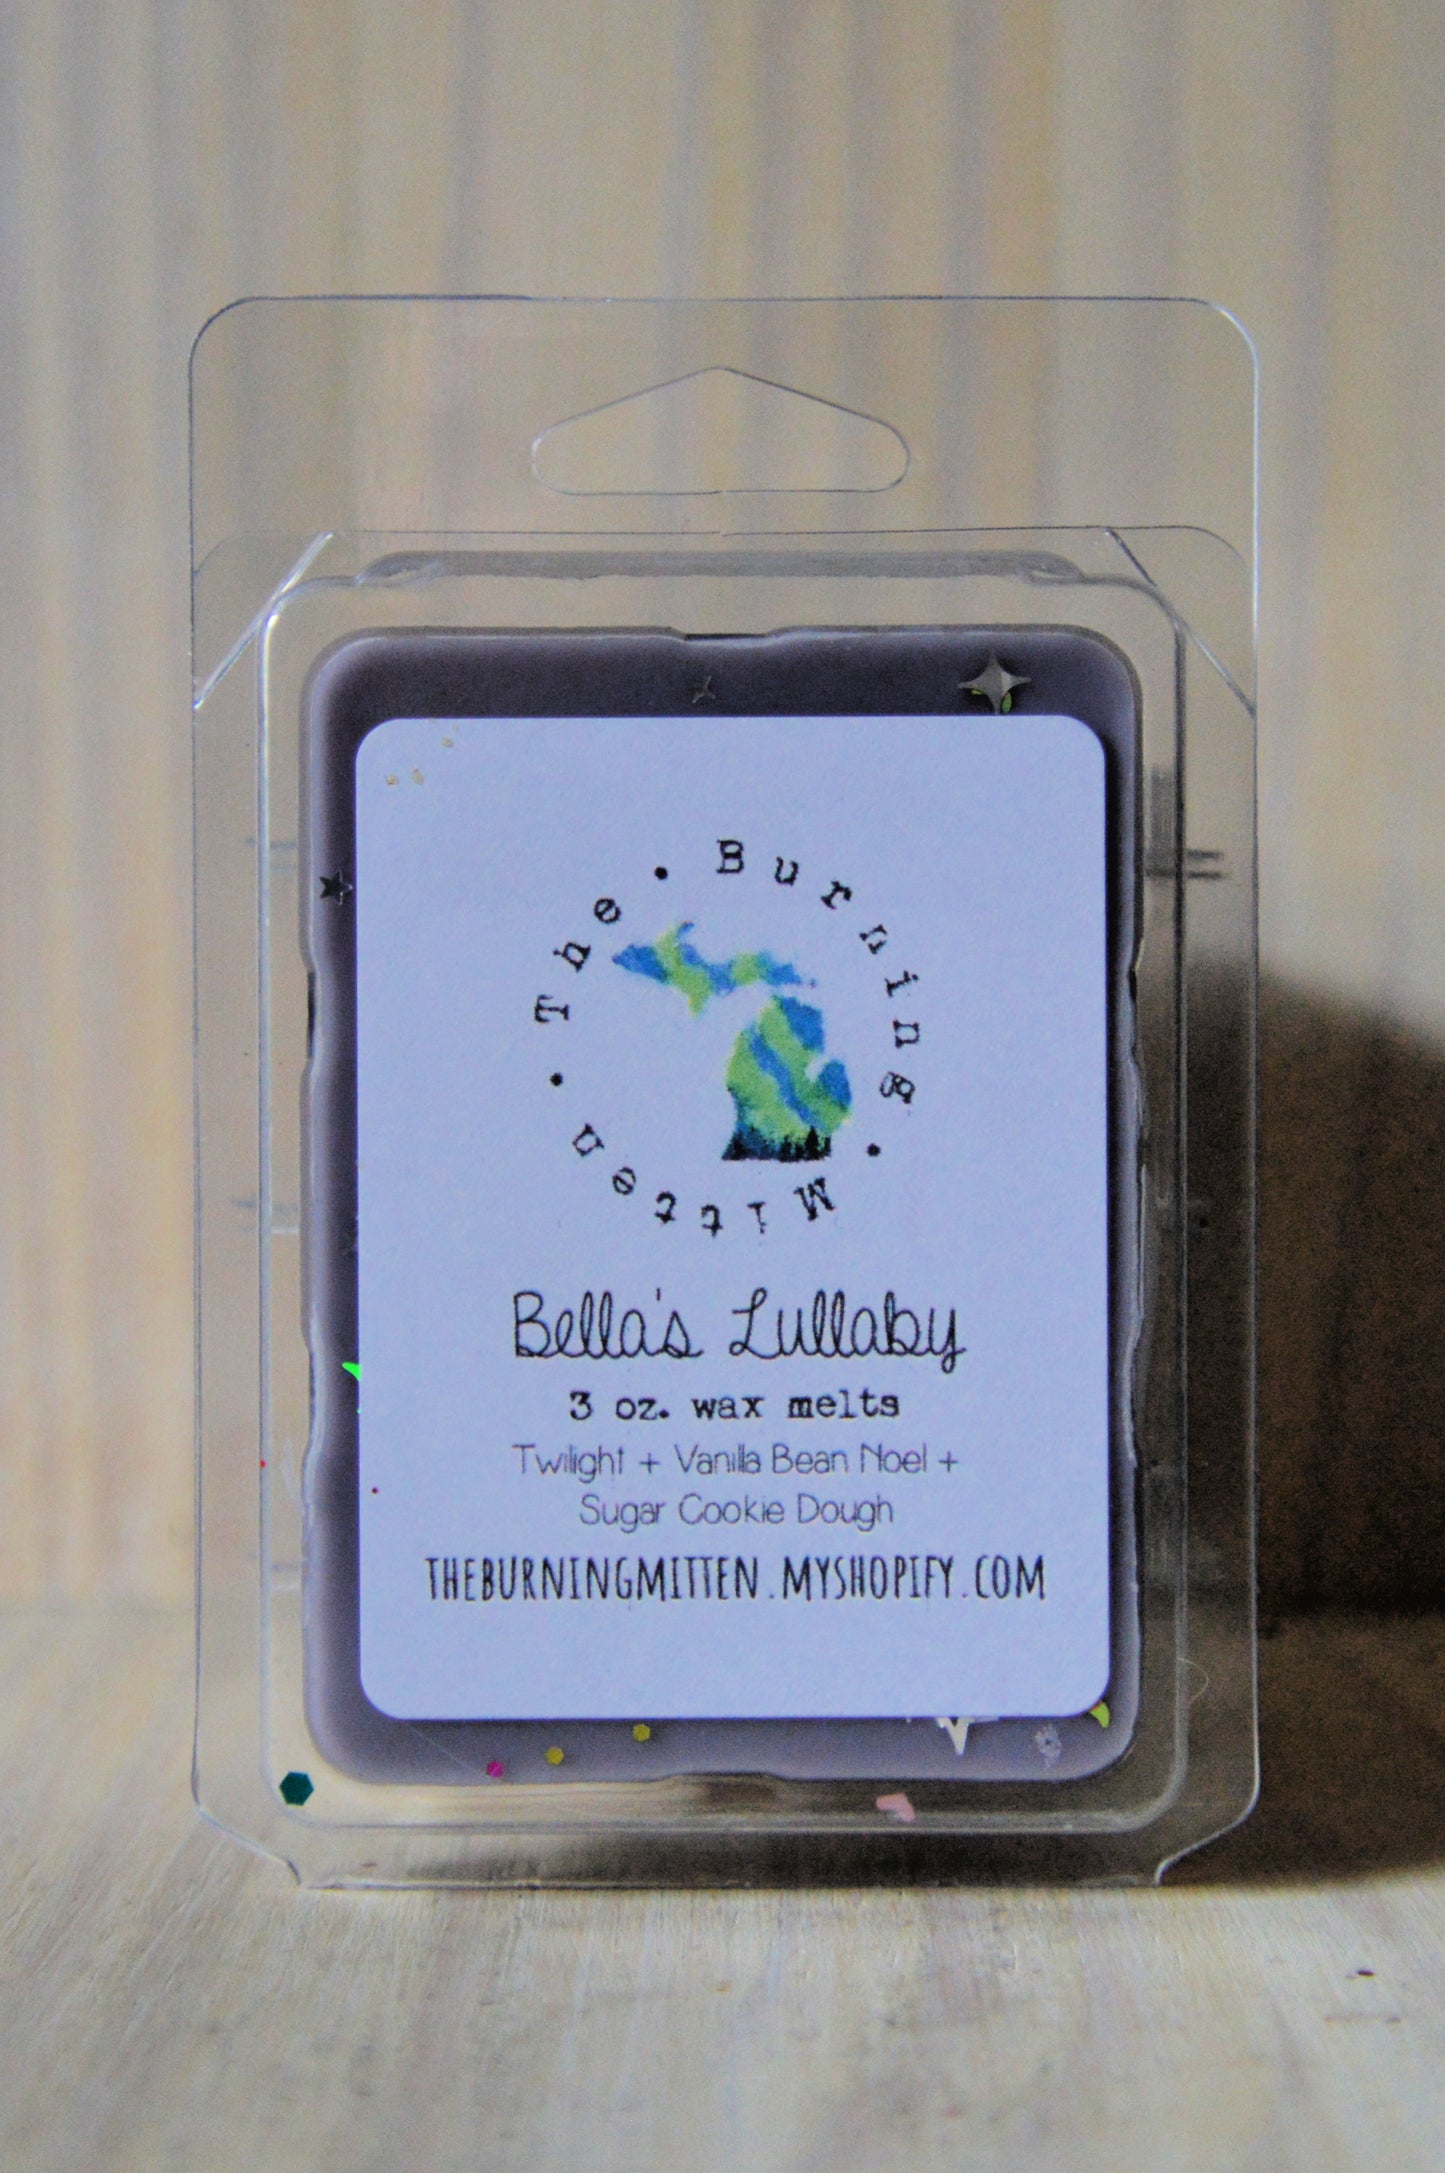 The • Burning • Mitten •
Bella's Lullaby
3 oz. wax melts
Twilight + Vanilla Bean Noel +
Sugar Cookie Dough
THEBURNINGMITTEN.MYSHOPIFY.COM